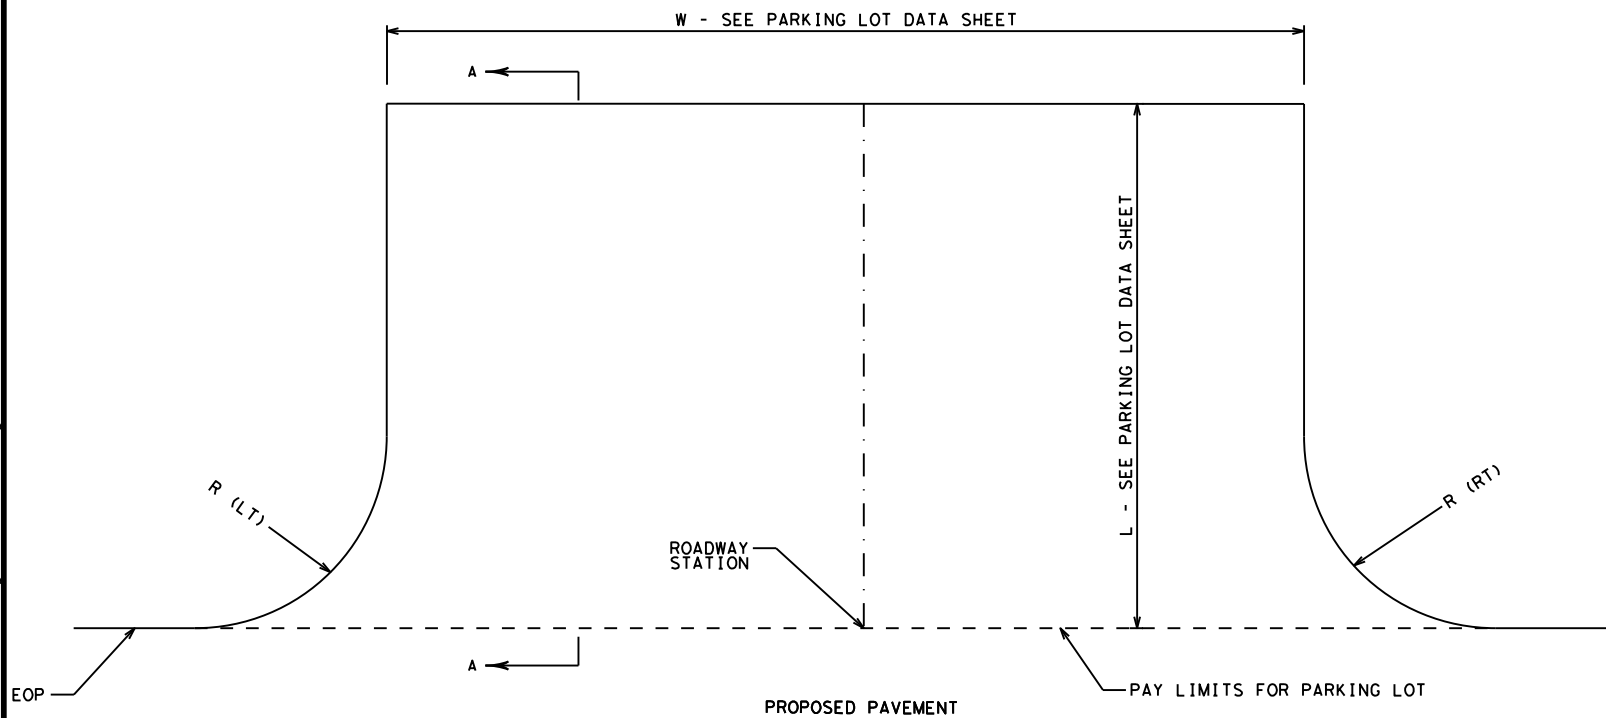 W - SEE PARKING LOT DATA SHEET
A
L - SEE PARKING LOT DATA SHEET
R (LT)
R (RT)
ROADWAY
STATION
A
EOP
PAY LIMITS FOR PARKING LOT
PROPOSED PAVEMENT